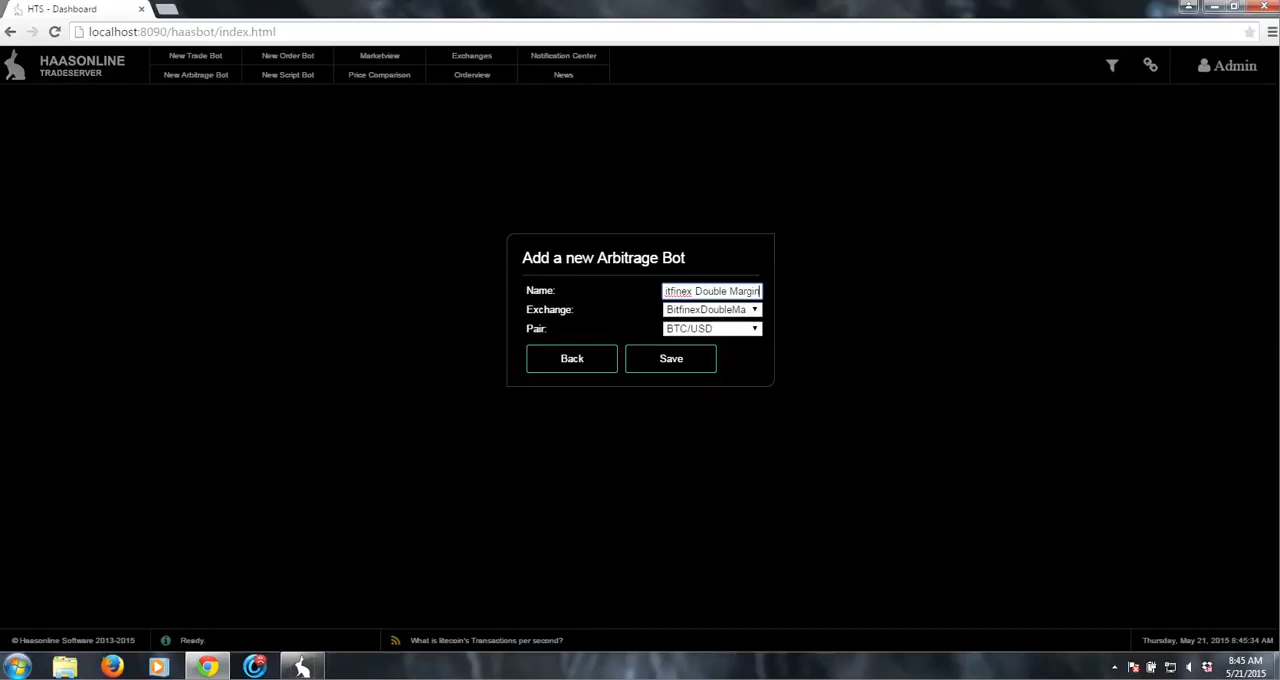 HTS - Dashboard
localhost:8090/haasbot/index.html
HAASONLINE
TRADESERVER
New Trade Bot
New Order Bot
Marketview
Exchanges
Notification Center
New Arbitrage Bot
New Script Bot
Price Comparison
Orderview
News
Admin
Add a new Arbitrage Bot
Name:
itfinex Double Margin
Exchange:
BitfinexDoubleMa
Pair:
BTC/USD
Back
Save
© Haasonline Software 2013-2015
Ready.
What is litecoin's Transactions per second?
Thursday, May 21, 2015 8:45:34 AM
8:45 AM
5/21/2015